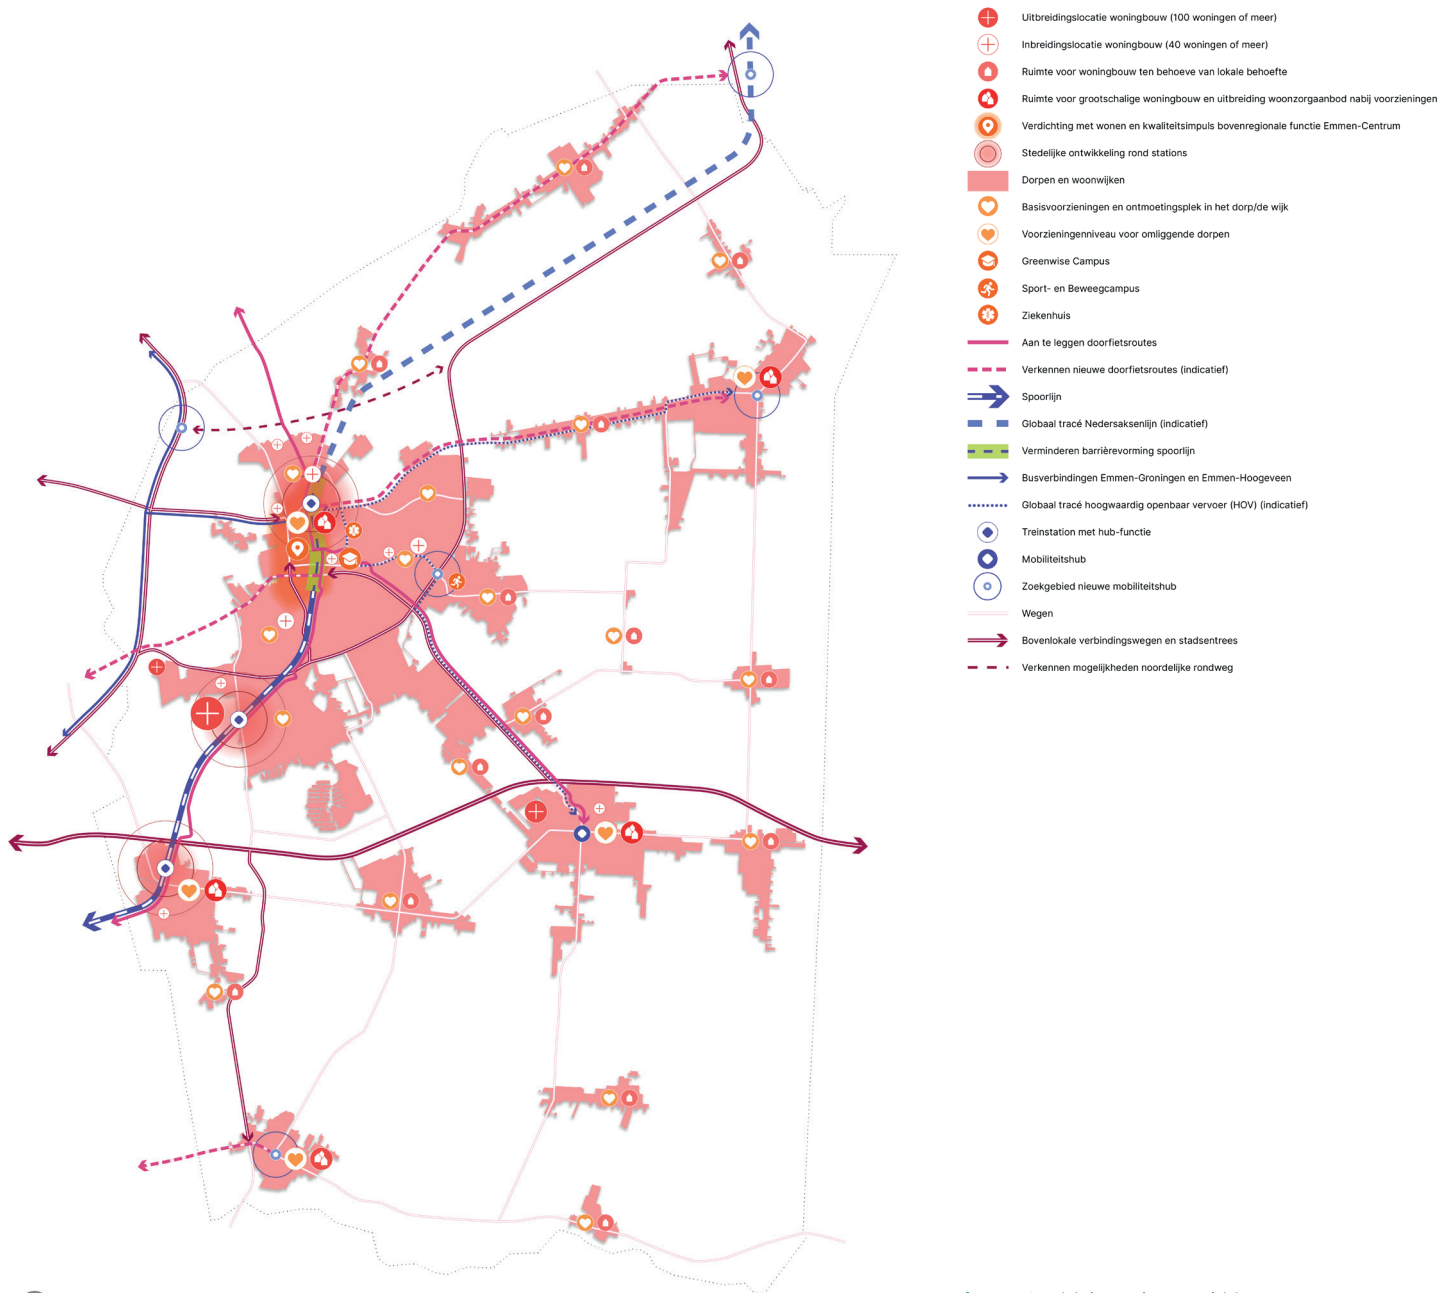 Uitbreidingslocatie woningbouw (100 woningen of meer)
Inbreidingslocatie woningbouw (40 woningen of meer)
Ruimte voor woningbouw ten behoeve van lokale behoefte
Ruimte voor grootschalige woningbouw en uitbreiding woonzorgaanbod nabij voorzieningen
Verdichting met wonen en kwaliteitsimpuls bovenregionale functie Emmen-Centrum
Stedelijke ontwikkeling rond stations
Dorpen en woonwijken
Basisvoorzieningen en ontmoetingsplek in het dorp/de wijk
Voorzieningenniveau voor omliggende dorpen
Greenwise Campus
Sport- en Beweegcampus
Ziekenhuis
Aan te leggen doorfietsroutes
Verkennen nieuwe doorfietsroutes (indicatief)
Spoorlijn
Globaal tracé Nedersaksenlijn (indicatief)
Verminderen barrièrevorming spoorlijn
Busverbindingen Emmen-Groningen en Emmen-Hoogeveen
Globaal tracé hoogwaardig openbaar vervoer (HOV) (indicatief)
Treinstation met hub-functie
Mobiliteitshub
Zoekgebied nieuwe mobiliteitshub
Wegen
Bovenlokale verbindingswegen en stadsentrees
Verkennen mogelijkheden noordelijke rondweg